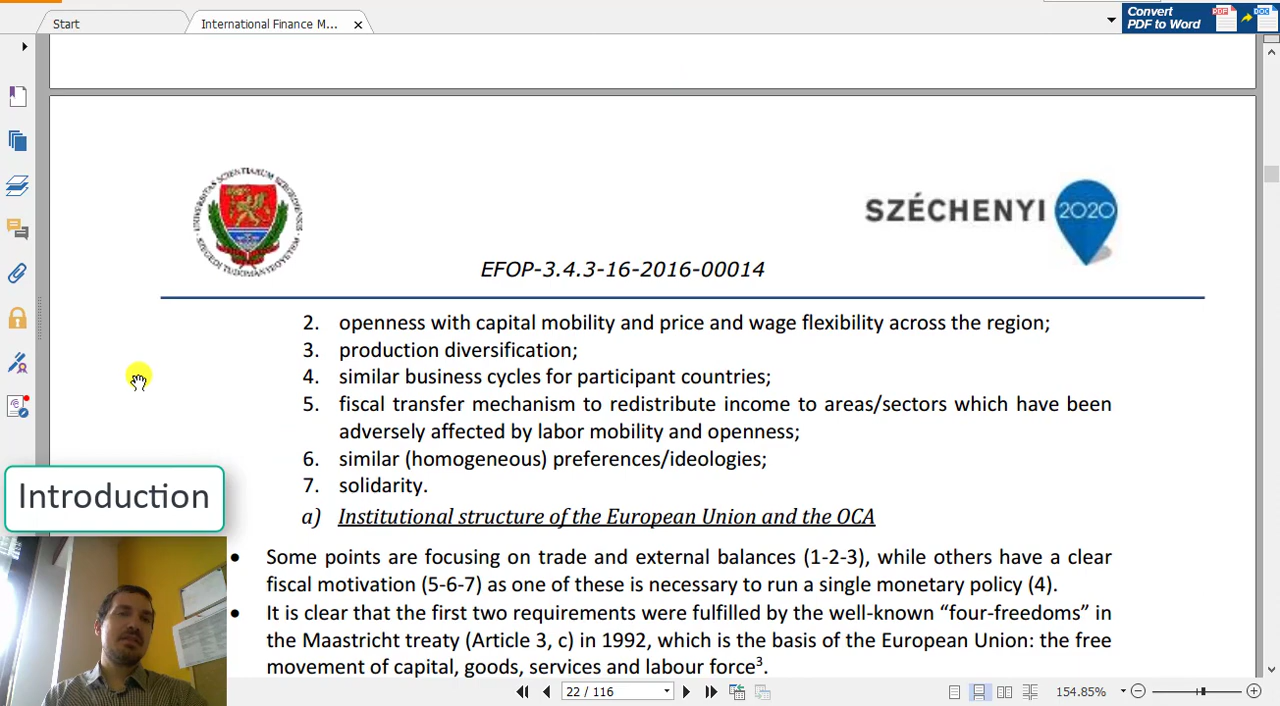 Start
International Finance M...
Convert
PDF to Word
PDF
DOC
UNIVERSITAS SCIENTIARUM SZEGEDIENSIS
SZEGEDI TUDOMÁNYEGYETEM
SZÉCHENYI 2020
EFOP-3.4.3-16-2016-00014
2. openness with capital mobility and price and wage flexibility across the region;
3. production diversification;
4. similar business cycles for participant countries;
5. fiscal transfer mechanism to redistribute income to areas/sectors which have been
adversely affected by labor mobility and openness;
6. similar (homogeneous) preferences/ideologies;
7. solidarity.
a) Institutional structure of the European Union and the OCA
• Some points are focusing on trade and external balances (1-2-3), while others have a clear
fiscal motivation (5-6-7) as one of these is necessary to run a single monetary policy (4).
• It is clear that the first two requirements were fulfilled by the well-known “four-freedoms” in
the Maastricht treaty (Article 3, c) in 1992, which is the basis of the European Union: the free
movement of capital, goods, services and labour force³.
Introduction
22 / 116
154.85%